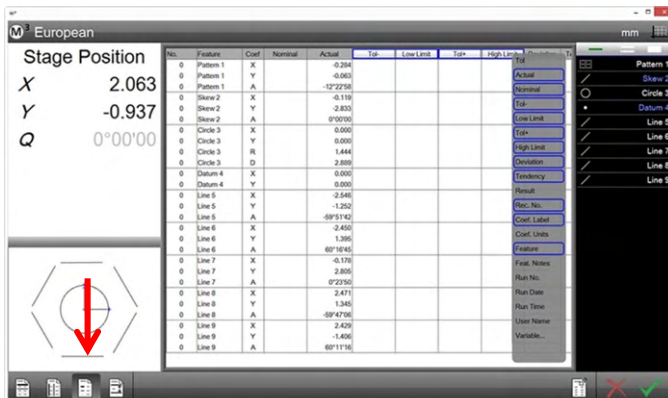 M³ European
mm
Stage Position
X 2.063
Y -0.937
Q 0°00'00
No. Feature Coef Nominal Actual Tol- Low Limit Tol+ High Limit
0 Pattern 1 X -0.284
0 Pattern 1 Y -0.063
0 Pattern 1 A -12°22'58
0 Skew 2 X -0.119
0 Skew 2 Y -2.833
0 Skew 2 A 0°00'00
0 Circle 3 X 0.000
0 Circle 3 Y 0.000
0 Circle 3 R 1.444
0 Circle 3 D 2.889
0 Datum 4 X 0.000
0 Datum 4 Y 0.000
0 Line 5 X -2.546
0 Line 5 Y -1.252
0 Line 5 A -59°51'42
0 Line 6 X -2.450
0 Line 6 Y 1.395
0 Line 6 A 60°16'45
0 Line 7 X -0.178
0 Line 7 Y 2.805
0 Line 7 A 0°23'50
0 Line 8 X 2.471
0 Line 8 Y 1.345
0 Line 8 A -59°47'06
0 Line 9 X 2.429
0 Line 9 Y -1.406
0 Line 9 A 60°11'16
Tol
Actual
Nominal
Tol-
Low Limit
Tol+
High Limit
Deviation
Tendency
Result
Rec. No.
Coef. Label
Coef. Units
Feature
Feat. Notes
Run No.
Run Date
Run Time
User Name
Variable...
Pattern 1
Skew 2
Circle 3
Datum 4
Line 5
Line 6
Line 7
Line 8
Line 9